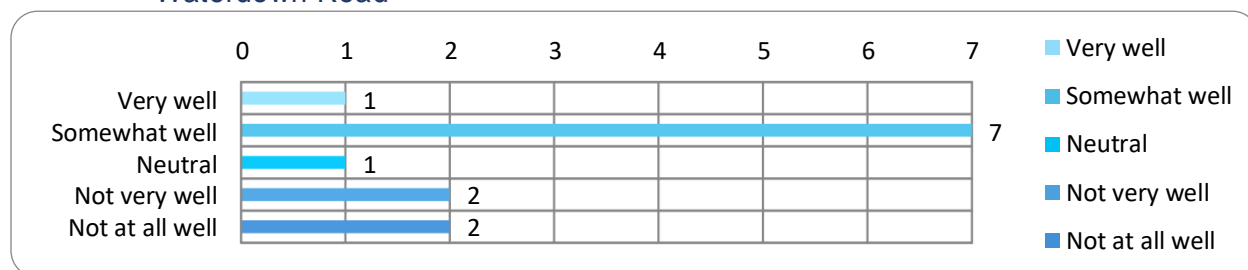 Waterdown Road
0 1 2 3 4 5 6 7
Very well 1
Somewhat well 7
Neutral 1
Not very well 2
Not at all well 2
Very well
Somewhat well
Neutral
Not very well
Not at all well